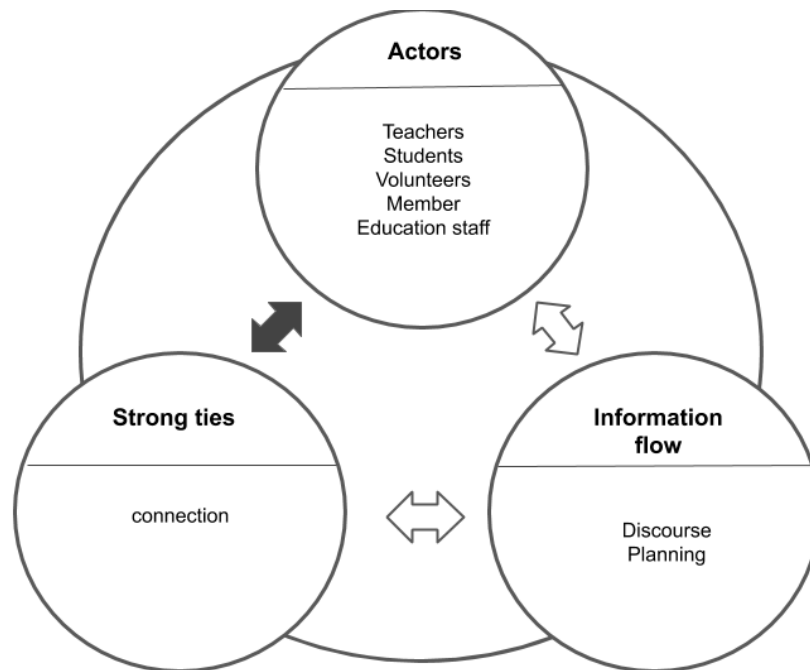 Actors
Teachers
Students
Volunteers
Member
Education staff
Strong ties
connection
Information
flow
Discourse
Planning